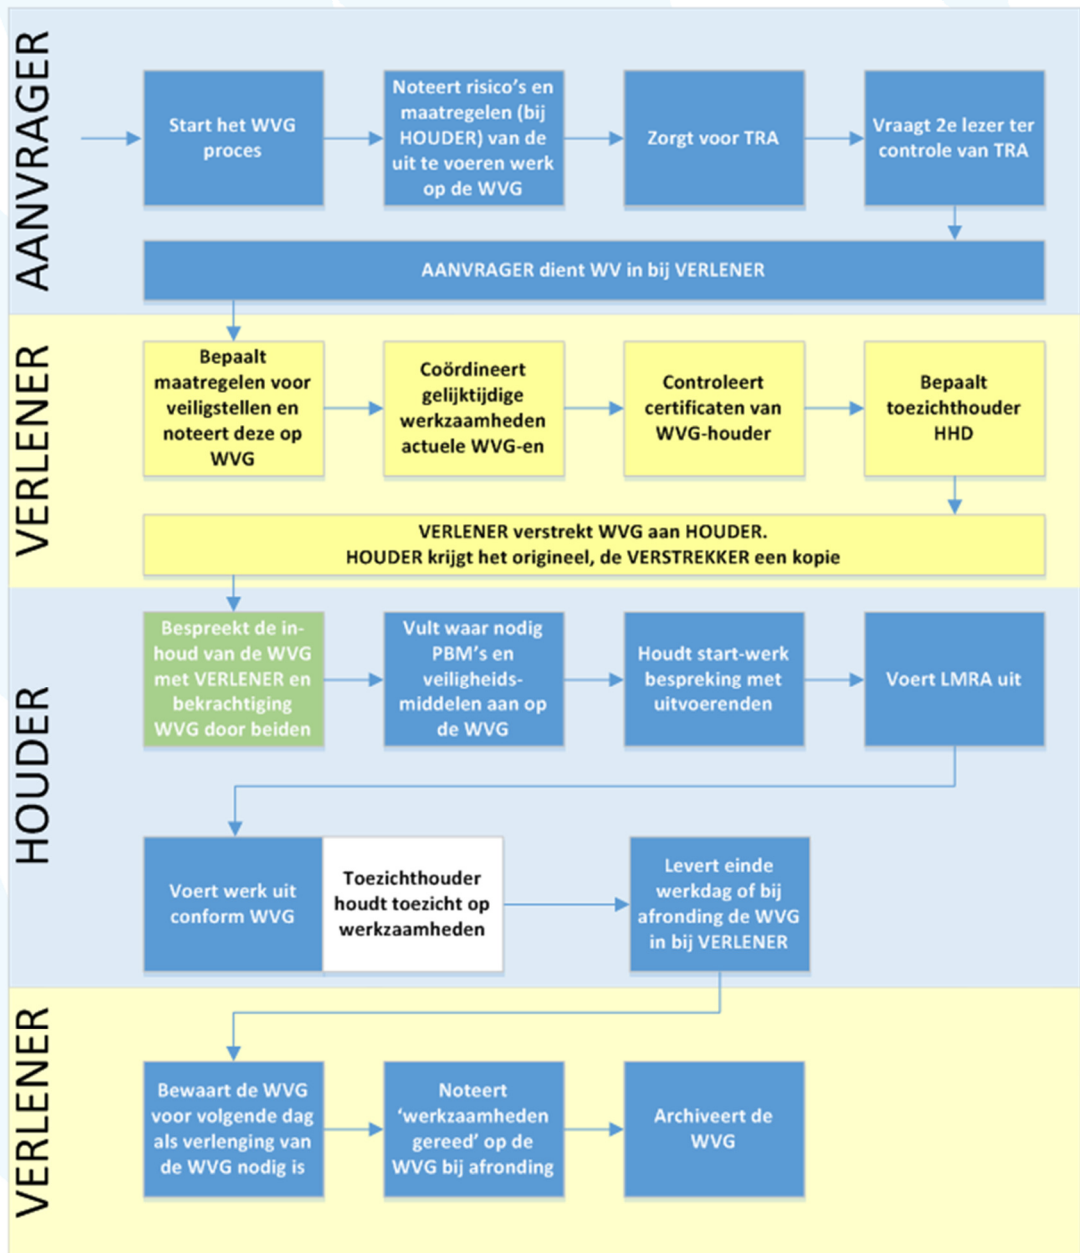 AANVRAGER
Start het WVG
proces
Noteert risico's en
maatregelen (bij
HOUDER) van de
uit te voeren werk
op de WVG
Zorgt voor TRA
Vraagt 2e lezer ter
controle van TRA
AANVRAGER dient WV in bij VERLENER
VERLENER
Bepaalt
maatregelen voor
veiligstellen en
noteert deze op
WVG
Coördineert
gelijktijdige
werkzaamheden
actuele WVG-en
Controleert
certificaten van
WVG-houder
Bepaalt
toezichthouder
HHD
VERLENER verstrekt WVG aan HOUDER.
HOUDER krijgt het origineel, de VERSTREKKER een kopie
HOUDER
Bespreekt de in-
houd van de WVG
met VERLENER en
bekrachtiging
WVG door beiden
Vult waar nodig
PBM's en
veiligheids-
middelen aan op
de WVG
Houdt start-werk
bespreking met
uitvoerenden
Voert LMRA uit
Voert werk uit
conform WVG
Toezichthouder
houdt toezicht op
werkzaamheden
Levert einde
werkdag of bij
afronding de WVG
in bij VERLENER
VERLENER
Bewaart de WVG
voor volgende dag
als verlenging van
de WVG nodig is
Noteert
'werkzaamheden
gereed' op de
WVG bij afronding
Archiveert de
WVG